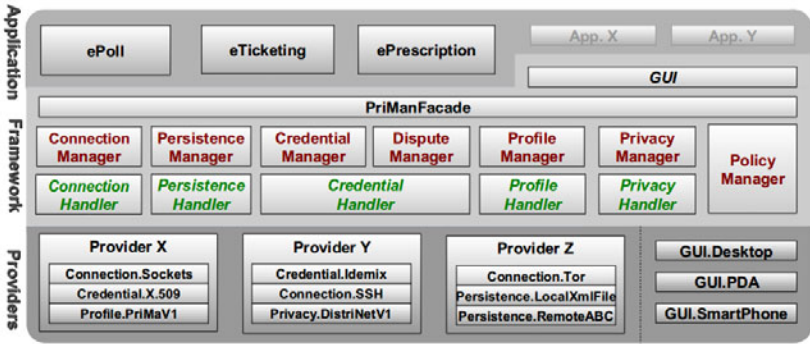 Application
ePoll
eTicketing
ePrescription
App. X
App. Y
GUI
Framework
PriManFacade
Connection
Manager
Persistence
Manager
Credential
Manager
Dispute
Manager
Profile
Manager
Privacy
Manager
Policy
Manager
Connection
Handler
Persistence
Handler
Credential
Handler
Profile
Handler
Privacy
Handler
Providers
Provider X
Connection.Sockets
Credential.X.509
Profile.PriMaV1
Provider Y
Credential.Idemix
Connection.SSH
Privacy.DistriNetV1
Provider Z
Connection.Tor
Persistence.LocalXmlFile
Persistence.RemoteABC
GUI.Desktop
GUI.PDA
GUI.SmartPhone